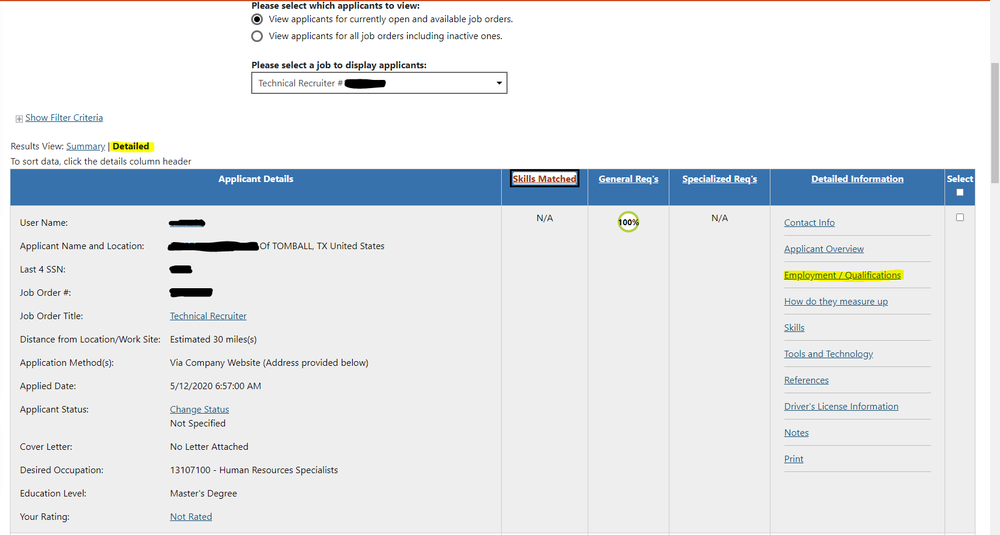 Please select which applicants to view:
View applicants for currently open and available job orders.
View applicants for all job orders including inactive ones.
Please select a job to display applicants:
Technical Recruiter #
Show Filter Criteria
Results View: Summary | Detailed
To sort data, click the details column header
Applicant Details Skills Matched General Req's Specialized Req's Detailed Information Select
User Name:
Applicant Name and Location: Of TOMBALL, TX United States
Last 4 SSN:
Job Order #:
Job Order Title: Technical Recruiter
Distance from Location/Work Site: Estimated 30 miles(s)
Application Method(s): Via Company Website (Address provided below)
Applied Date: 5/12/2020 6:57:00 AM
Applicant Status: Change Status
Not Specified
Cover Letter: No Letter Attached
Desired Occupation: 13107100 - Human Resources Specialists
Education Level: Master's Degree
Your Rating: Not Rated
N/A
100%
N/A
Contact Info
Applicant Overview
Employment / Qualifications
How do they measure up
Skills
Tools and Technology
References
Driver's License Information
Notes
Print